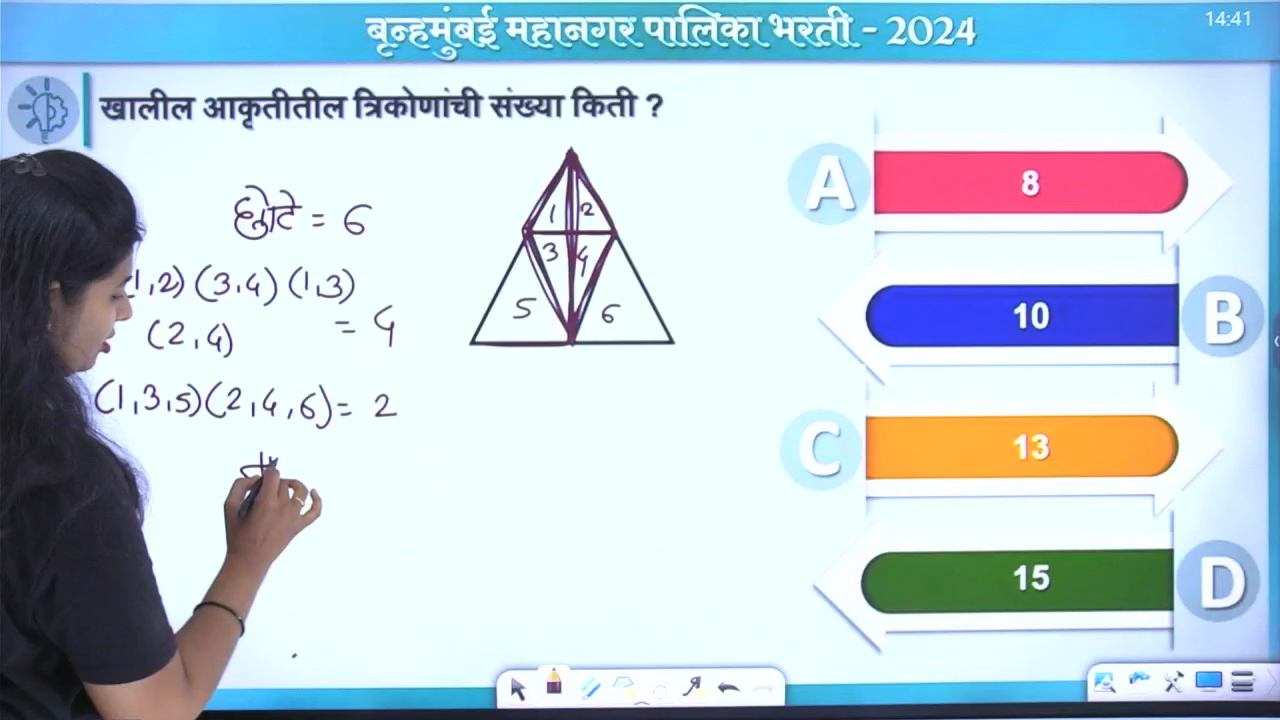 14:41
बृन्हमुंबई महानगर पालिका भरती - 2024
खालील आकृतीतील त्रिकोणांची संख्या किती ?
छोटे = 6
1,2) (3,4) (1,3)
(2,4) = 4
(1,3,5)(2,4,6) = 2
1 2
3 4
5 6
A 8
10 B
C 13
15 D